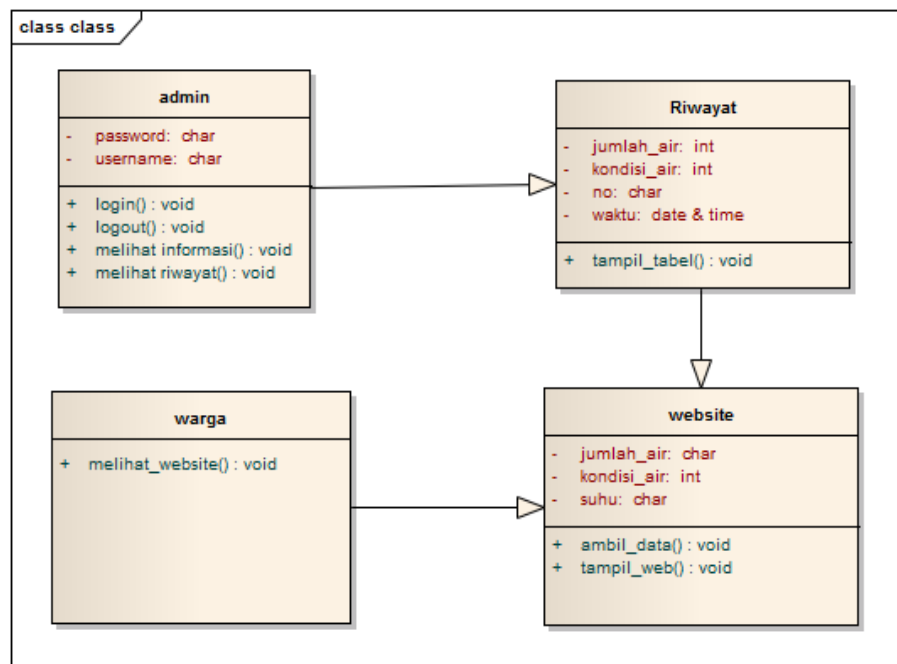 class class
admin
- password: char
- username: char
+ login() : void
+ logout() : void
+ melihat informasi() : void
+ melihat riwayat() : void
Riwayat
- jumlah_air: int
- kondisi_air: int
- no: char
- waktu: date & time
+ tampil_tabel() : void
warga
+ melihat_website() : void
website
- jumlah_air: char
- kondisi_air: int
- suhu: char
+ ambil_data() : void
+ tampil_web() : void